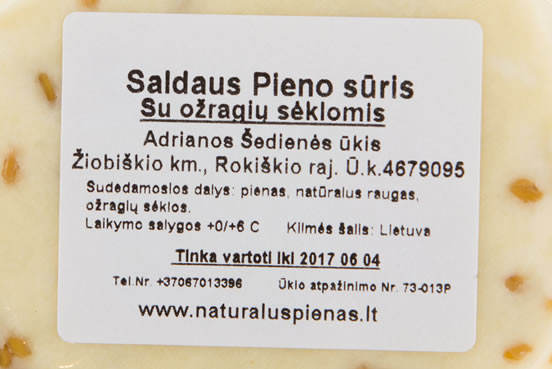 Saldaus Pieno sūris
Su ožragių sėklomis
Adrianos Šedienės ūkis
Žiobiškio km., Rokiškio raj. Ū.k.4679095
Sudedamosios dalys: pienas, natūralus raugas,
ožragių sėklos.
Laikymo salygos +0/+6 C Kilmės šalis: Lietuva
Tinka vartoti iki 2017 06 04
Tel.Nr. +37067013396 Ūkio atpažinimo Nr. 73-013P
www.naturaluspienas.lt